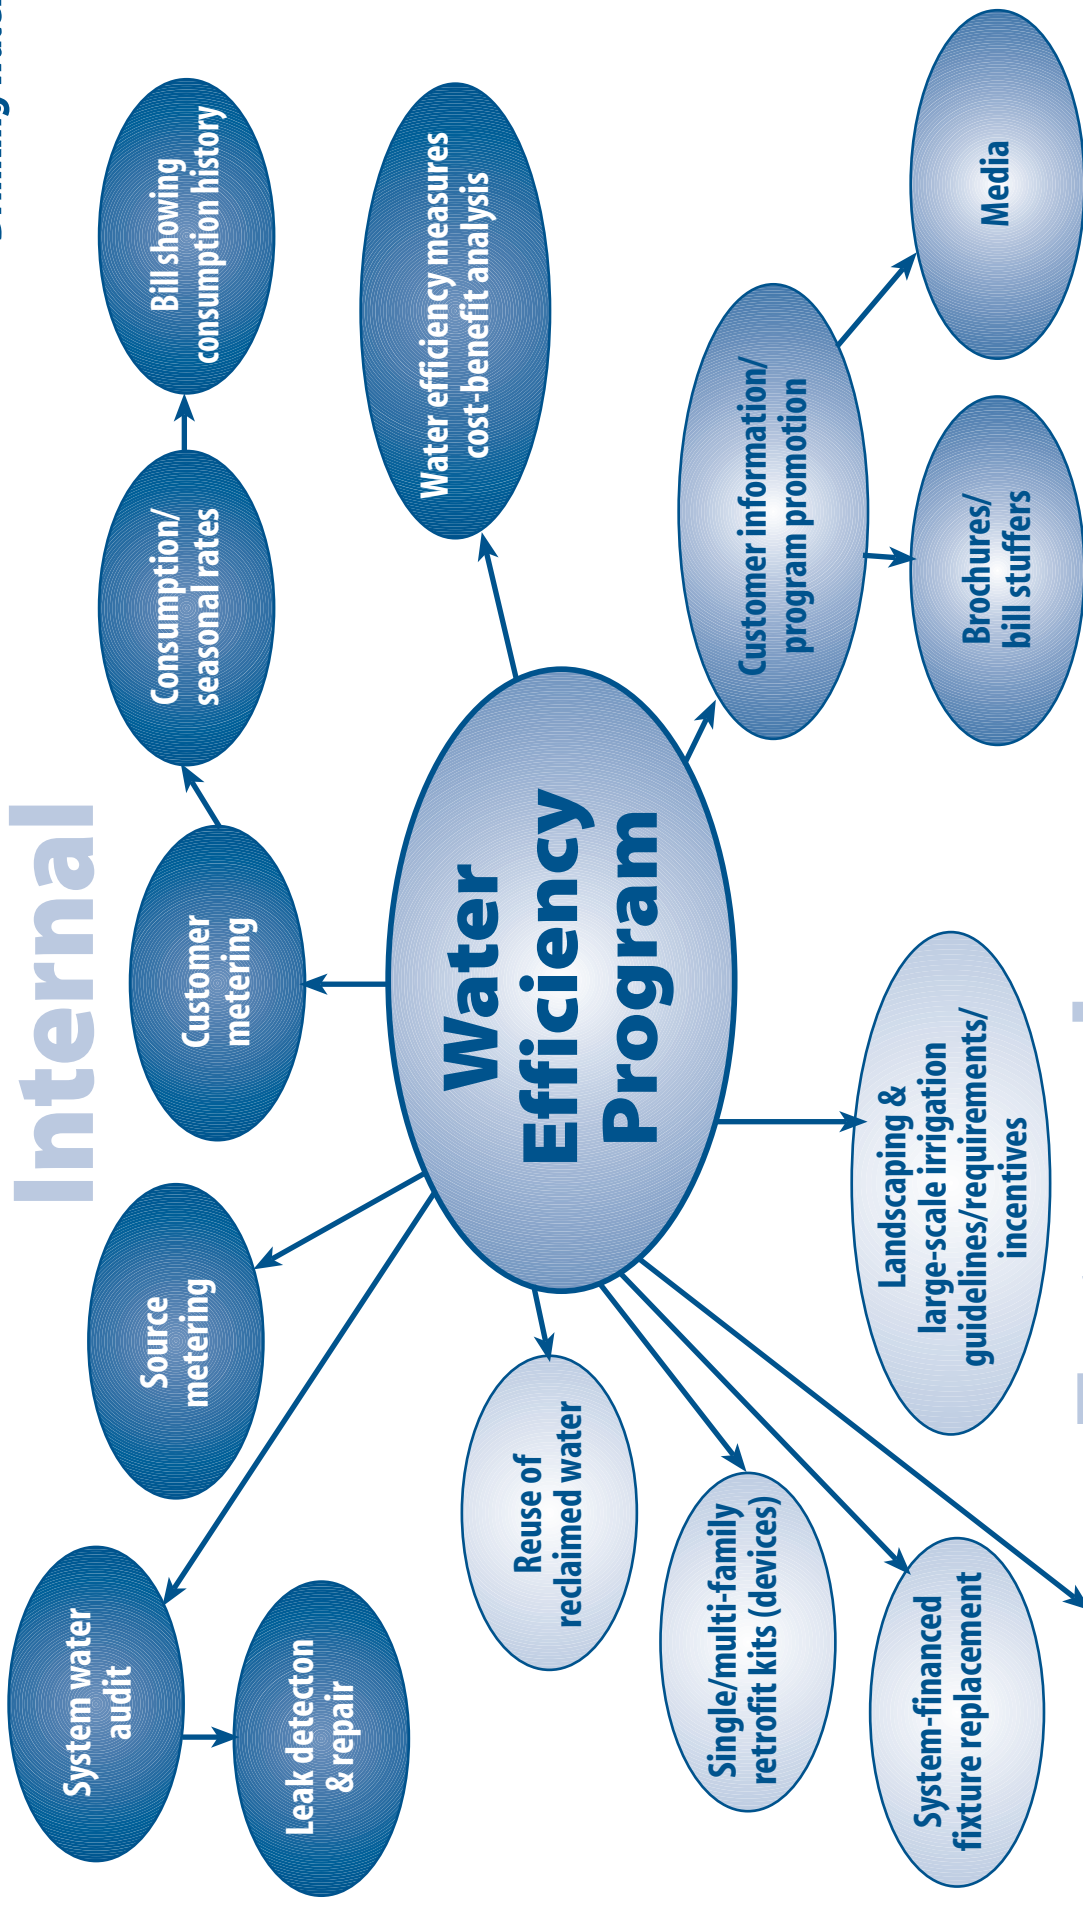 Internal
System water
audit
Leak detecton
& repair
Source
metering
Customer
metering
Consumption/
seasonal rates
Bill showing
consumption history
Water efficiency measures
cost-benefit analysis
Water
Efficiency
Program
Reuse of
reclaimed water
Single/multi-family
retrofit kits (devices)
System-financed
fixture replacement
Landscaping &
large-scale irrigation
guidelines/requirements/
incentives
Customer information/
program promotion
Brochures/
bill stuffers
Media